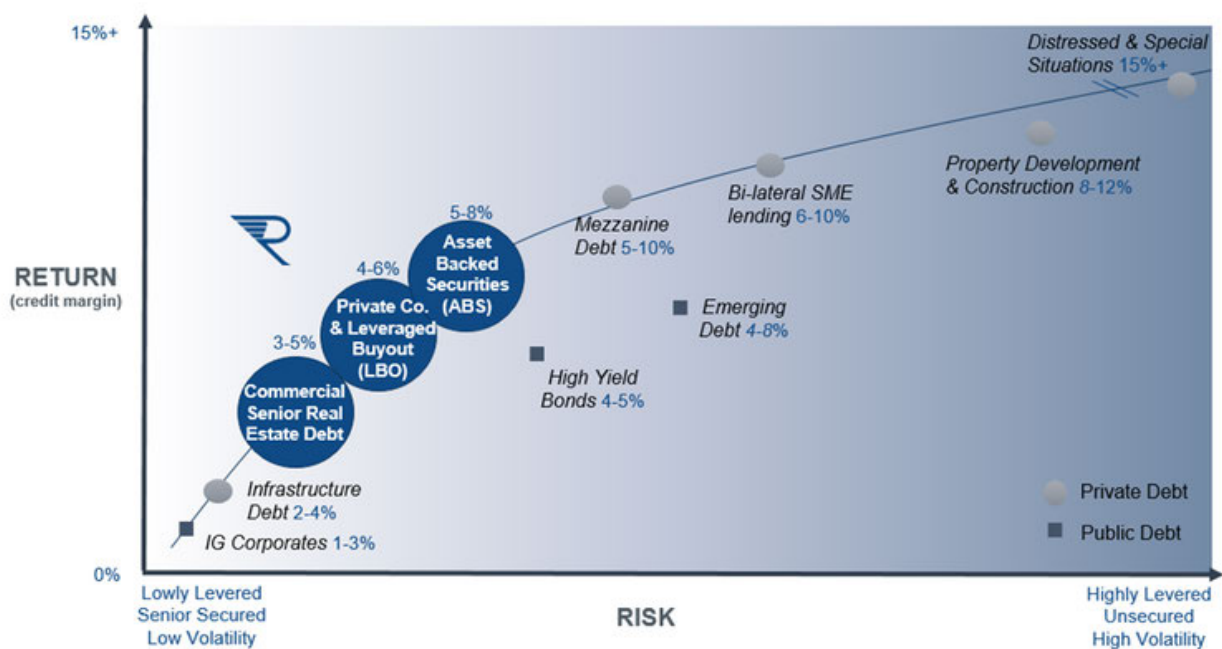 15%+
Distressed & Special
Situations 15%+
Property Development
& Construction 8-12%
Bi-lateral SME
lending 6-10%
Mezzanine
Debt 5-10%
5-8%
Asset
Backed
Securities
(ABS)
4-6%
Private Co.
& Leveraged
Buyout
(LBO)
RETURN
(credit margin)
Emerging
Debt 4-8%
3-5%
High Yield
Bonds 4-5%
Commercial
Senior Real
Estate Debt
Infrastructure
Debt 2-4%
IG Corporates 1-3%
Private Debt
Public Debt
0%
Lowly Levered
Senior Secured
Low Volatility
RISK
Highly Levered
Unsecured
High Volatility